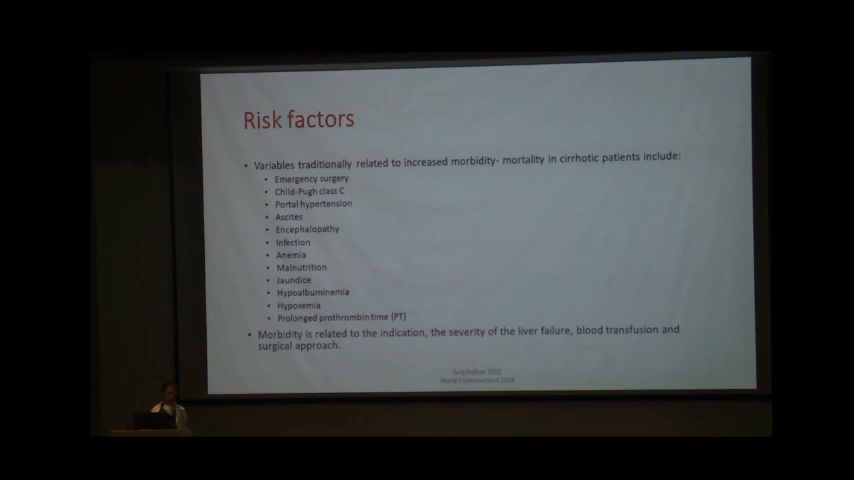 Risk factors
• Variables traditionally related to increased morbidity- mortality in cirrhotic patients include:
• Emergency surgery
• Child-Pugh class C
• Portal hypertension
• Ascites
• Encephalopathy
• Infection
• Anemia
• Malnutrition
• Jaundice
• Hypoalbuminemia
• Hypoxemia
• Prolonged prothrombin time (PT)
• Morbidity is related to the indication, the severity of the liver failure, blood transfusion and
surgical approach.
Surg
World J